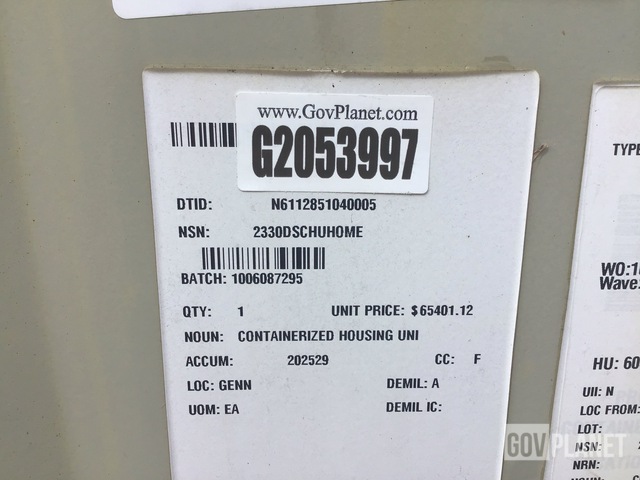 www.GovPlanet.com
G2053997
DTID: N6112851040005
NSN: 2330DSCHUHOME
BATCH: 1006087295
QTY: 1 UNIT PRICE: $65401.12
NOUN: CONTAINERIZED HOUSING UNI
ACCUM: 202529 CC: F
LOC: GENN DEMIL: A
UOM: EA DEMIL IC:
TYPE
WO:1
Wave:
HU: 60
UII: N
LOC FROM:
LOT:
NSN:
NRN:
GOVPLANET